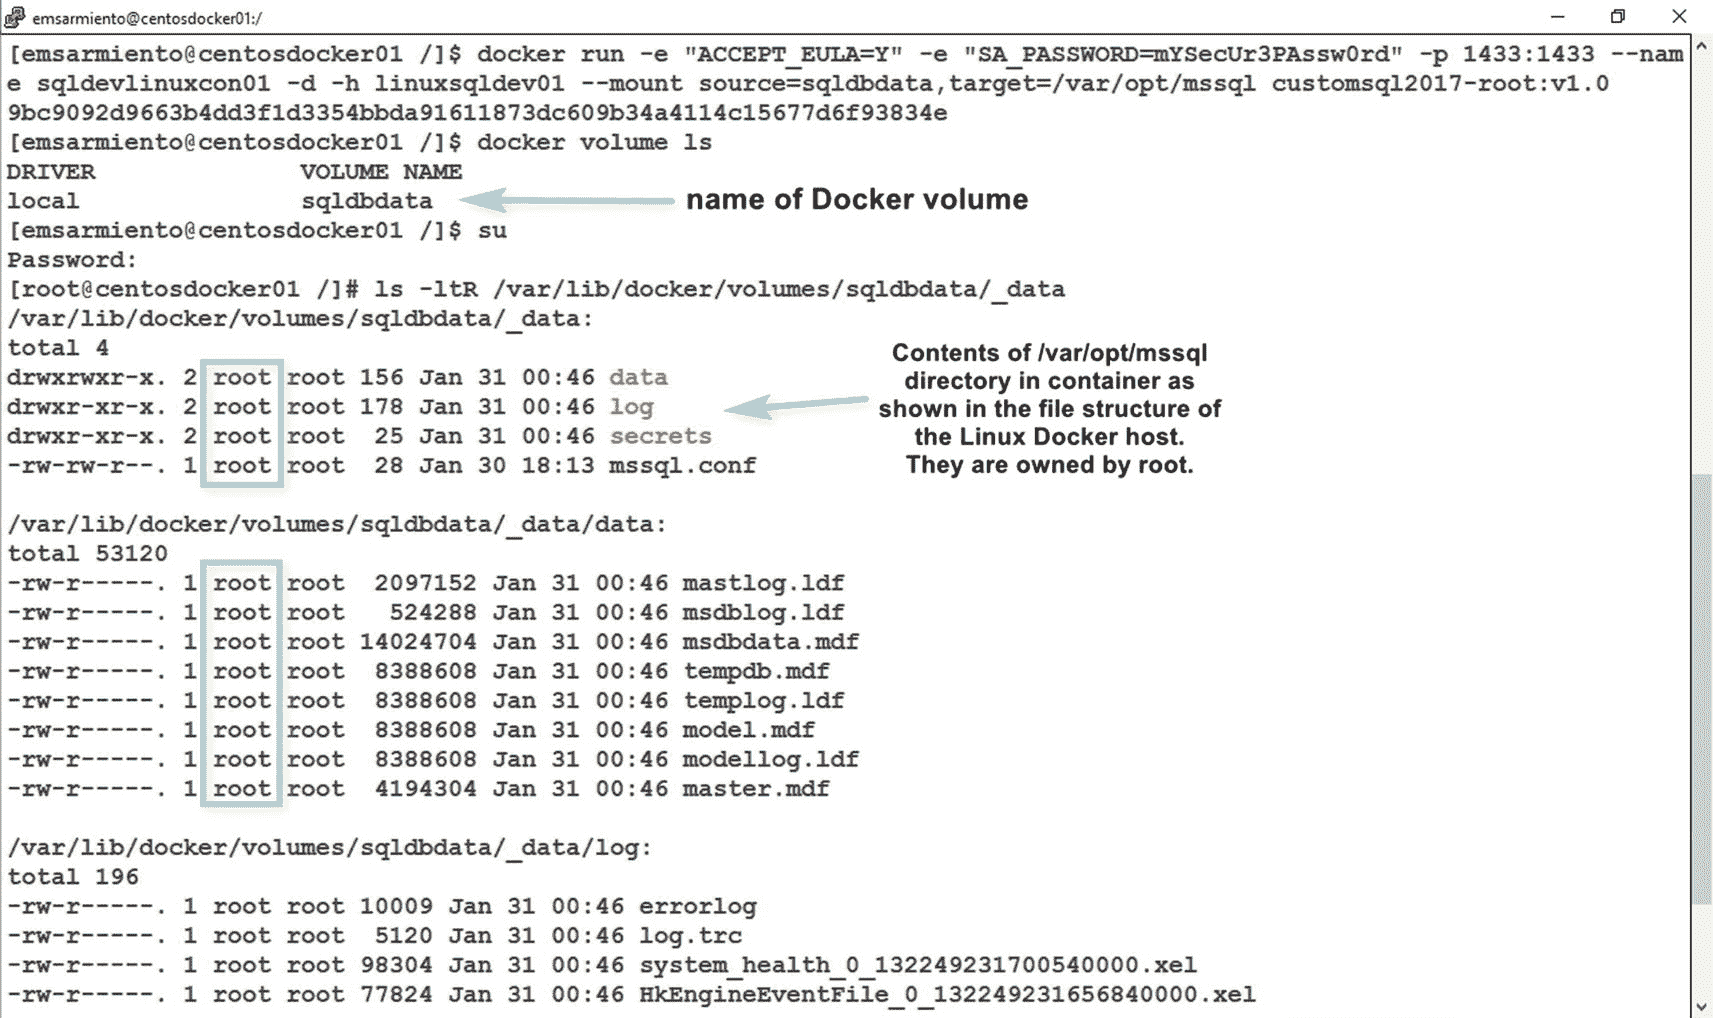 emsarmiento@centosdocker01:/
[emsarmiento@centosdocker01 /]$ docker run -e "ACCEPT_EULA=Y" -e "SA_PASSWORD=mYSecUr3PAssw0rd" -p 1433:1433 --nam
e sqldevlinuxcon01 -d -h linuxsqldev01 --mount source=sqldbdata,target=/var/opt/mssql customsql2017-root:v1.0
9bc9092d9663b4dd3f1d3354bbda91611873dc609b34a4114c15677d6f93834e
[emsarmiento@centosdocker01 /]$ docker volume ls
DRIVER VOLUME NAME
local sqldbdata
name of Docker volume
[emsarmiento@centosdocker01 /]$ su
Password:
[root@centosdocker01 /]# ls -ltR /var/lib/docker/volumes/sqldbdata/_data
/var/lib/docker/volumes/sqldbdata/_data:
total 4
drwxrwxr-x. 2 root root 156 Jan 31 00:46 data
drwxr-xr-x. 2 root root 178 Jan 31 00:46 log
drwxr-xr-x. 2 root root 25 Jan 31 00:46 secrets
-rw-rw-r--. 1 root root 28 Jan 30 18:13 mssql.conf
Contents of /var/opt/mssql
directory in container as
shown in the file structure of
the Linux Docker host.
They are owned by root.
/var/lib/docker/volumes/sqldbdata/_data/data:
total 53120
-rw-r-----. 1 root root 2097152 Jan 31 00:46 mastlog.ldf
-rw-r-----. 1 root root 524288 Jan 31 00:46 msdblog.ldf
-rw-r-----. 1 root root 14024704 Jan 31 00:46 msdbdata.mdf
-rw-r-----. 1 root root 8388608 Jan 31 00:46 tempdb.mdf
-rw-r-----. 1 root root 8388608 Jan 31 00:46 templog.ldf
-rw-r-----. 1 root root 8388608 Jan 31 00:46 model.mdf
-rw-r-----. 1 root root 8388608 Jan 31 00:46 modellog.ldf
-rw-r-----. 1 root root 4194304 Jan 31 00:46 master.mdf
/var/lib/docker/volumes/sqldbdata/_data/log:
total 196
-rw-r-----. 1 root root 10009 Jan 31 00:46 errorlog
-rw-r-----. 1 root root 5120 Jan 31 00:46 log.trc
-rw-r-----. 1 root root 98304 Jan 31 00:46 system_health_0_132249231700540000.xel
-rw-r-----. 1 root root 77824 Jan 31 00:46 HkEngineEventFile_0_132249231656840000.xel